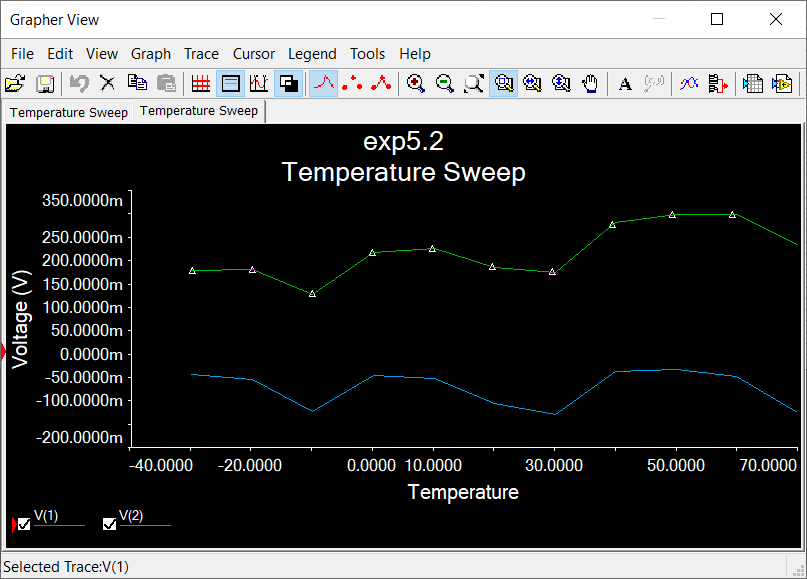 Grapher View
File Edit View Graph Trace Cursor Legend Tools Help
A
Temperature Sweep Temperature Sweep
exp5.2
Temperature Sweep
Voltage (V)
350.0000m
250.0000m
200.0000m
150.0000m
100.0000m
50.0000m
0.0000m
-50.0000m
-100.0000m
-200.0000m
-40.0000 -20.0000 0.0000 10.0000 30.0000 50.0000 70.0000
Temperature
V(1) V(2)
Selected Trace:V(1)